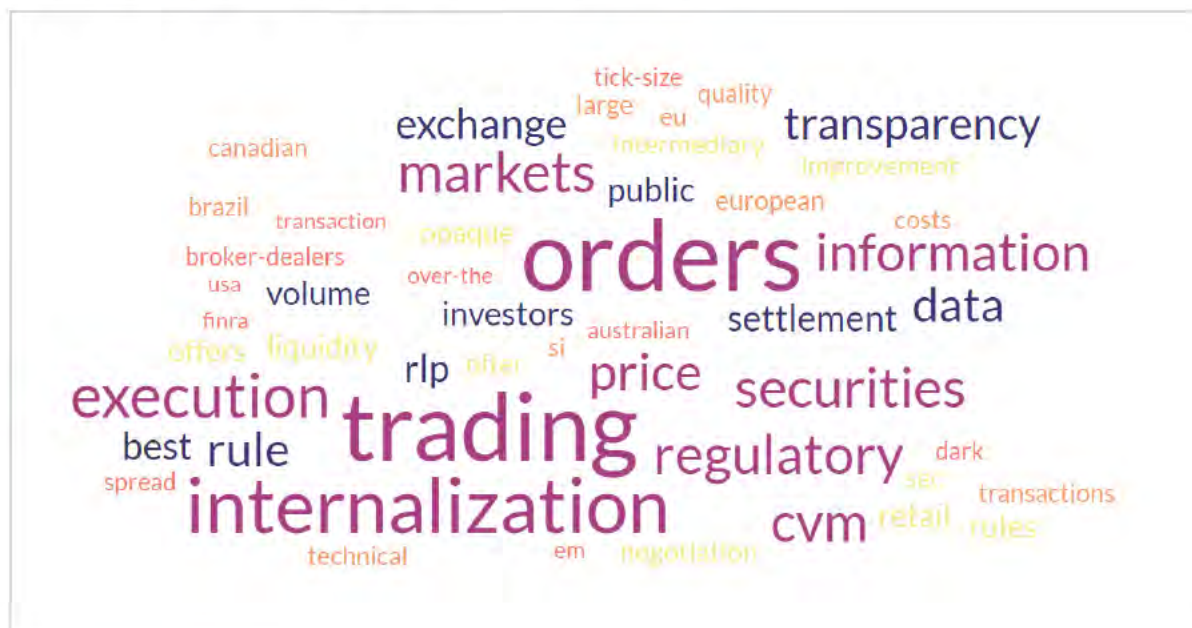 tick-size
large
quality
exchange
eu
transparency
canadian
intermediary
markets
improvement
public
brazil
european
transaction
costs
opaque
orders
information
broker-dealers
over-the
usa
volume
investors
settlement
data
finra
australian
offers
liquidity
si
rlp
offer
price
execution
securities
trading
best
rule
regulatory
dark
spread
sec
transactions
internalization
cvm
retail
rules
technical
em
negotiation